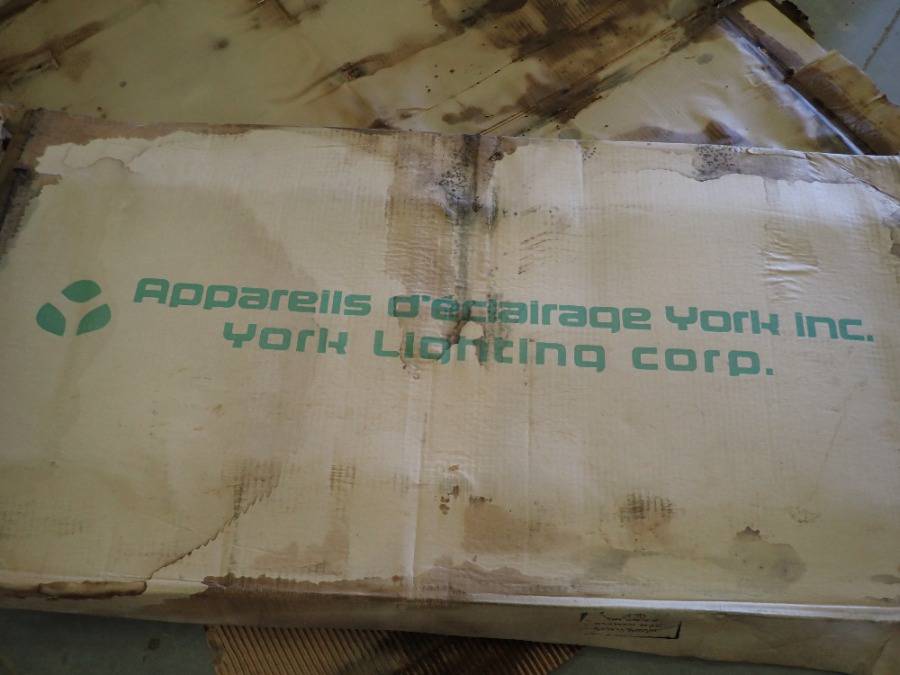 Appareils d'éclairage York inc.
York Lighting corp.